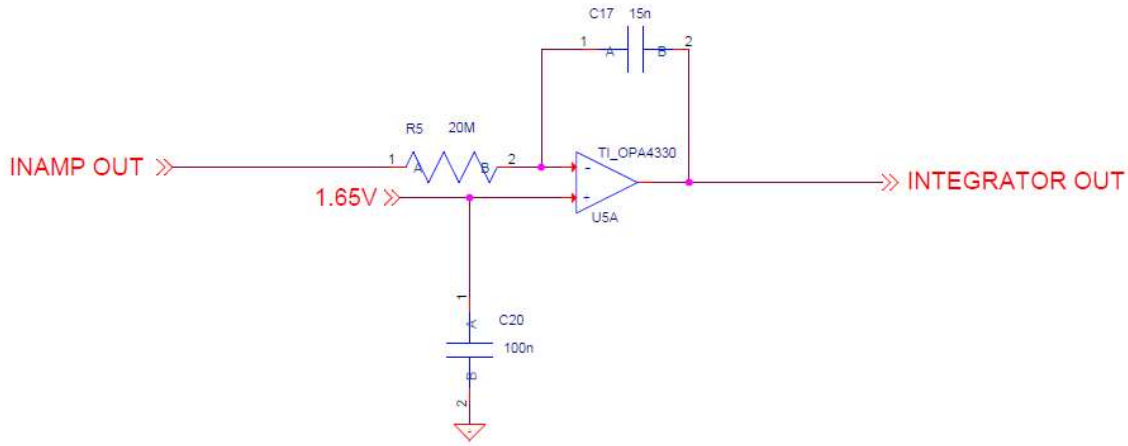 C17 15n
1 A B 2
R5 20M
INAMP OUT
1 A B 2
TI_OPA4330
-
+
U5A
INTEGRATOR OUT
1.65V
1
A
C20
100n
B
2